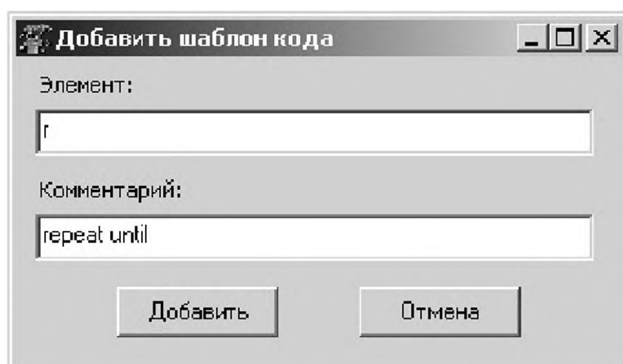 Добавить шаблон кода
Элемент:
r
Комментарий:
repeat until
Добавить Отмена